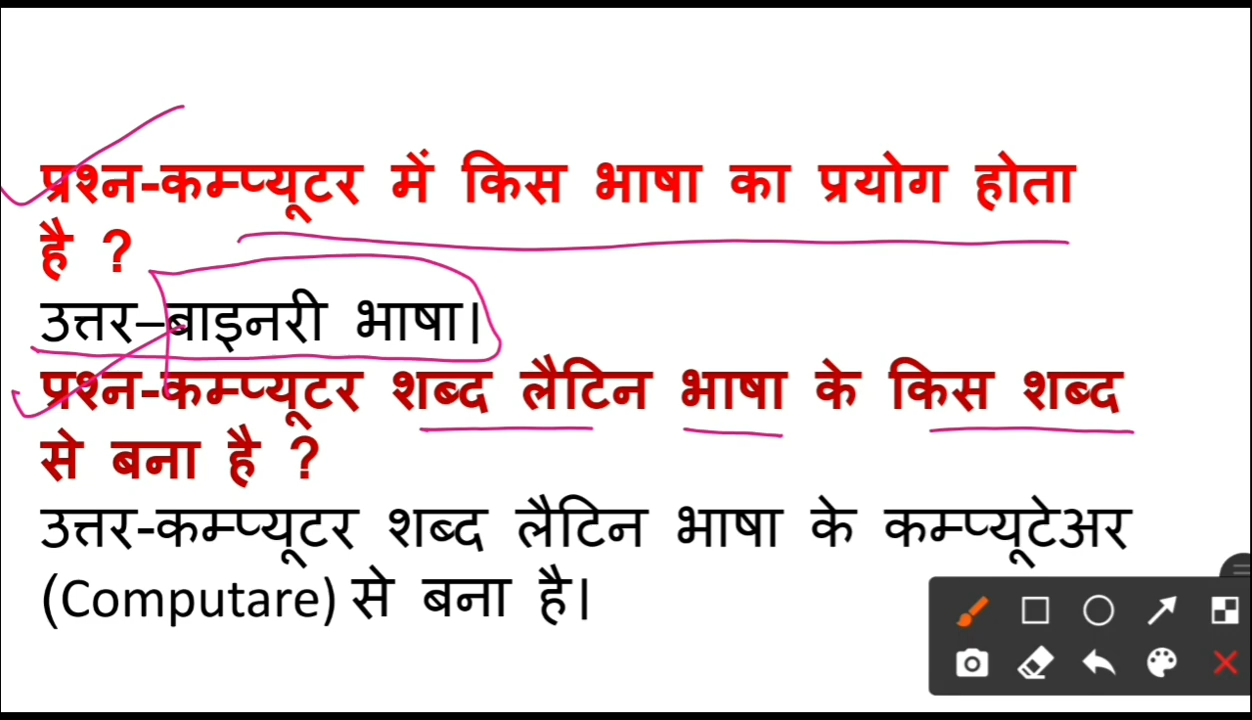 प्रश्न-कम्प्यूटर में किस भाषा का प्रयोग होता
है ?
उत्तर–बाइनरी भाषा।
प्रश्न-कम्प्यूटर शब्द लैटिन भाषा के किस शब्द
से बना है ?
उत्तर-कम्प्यूटर शब्द लैटिन भाषा के कम्प्यूटेअर
(Computare) से बना है।